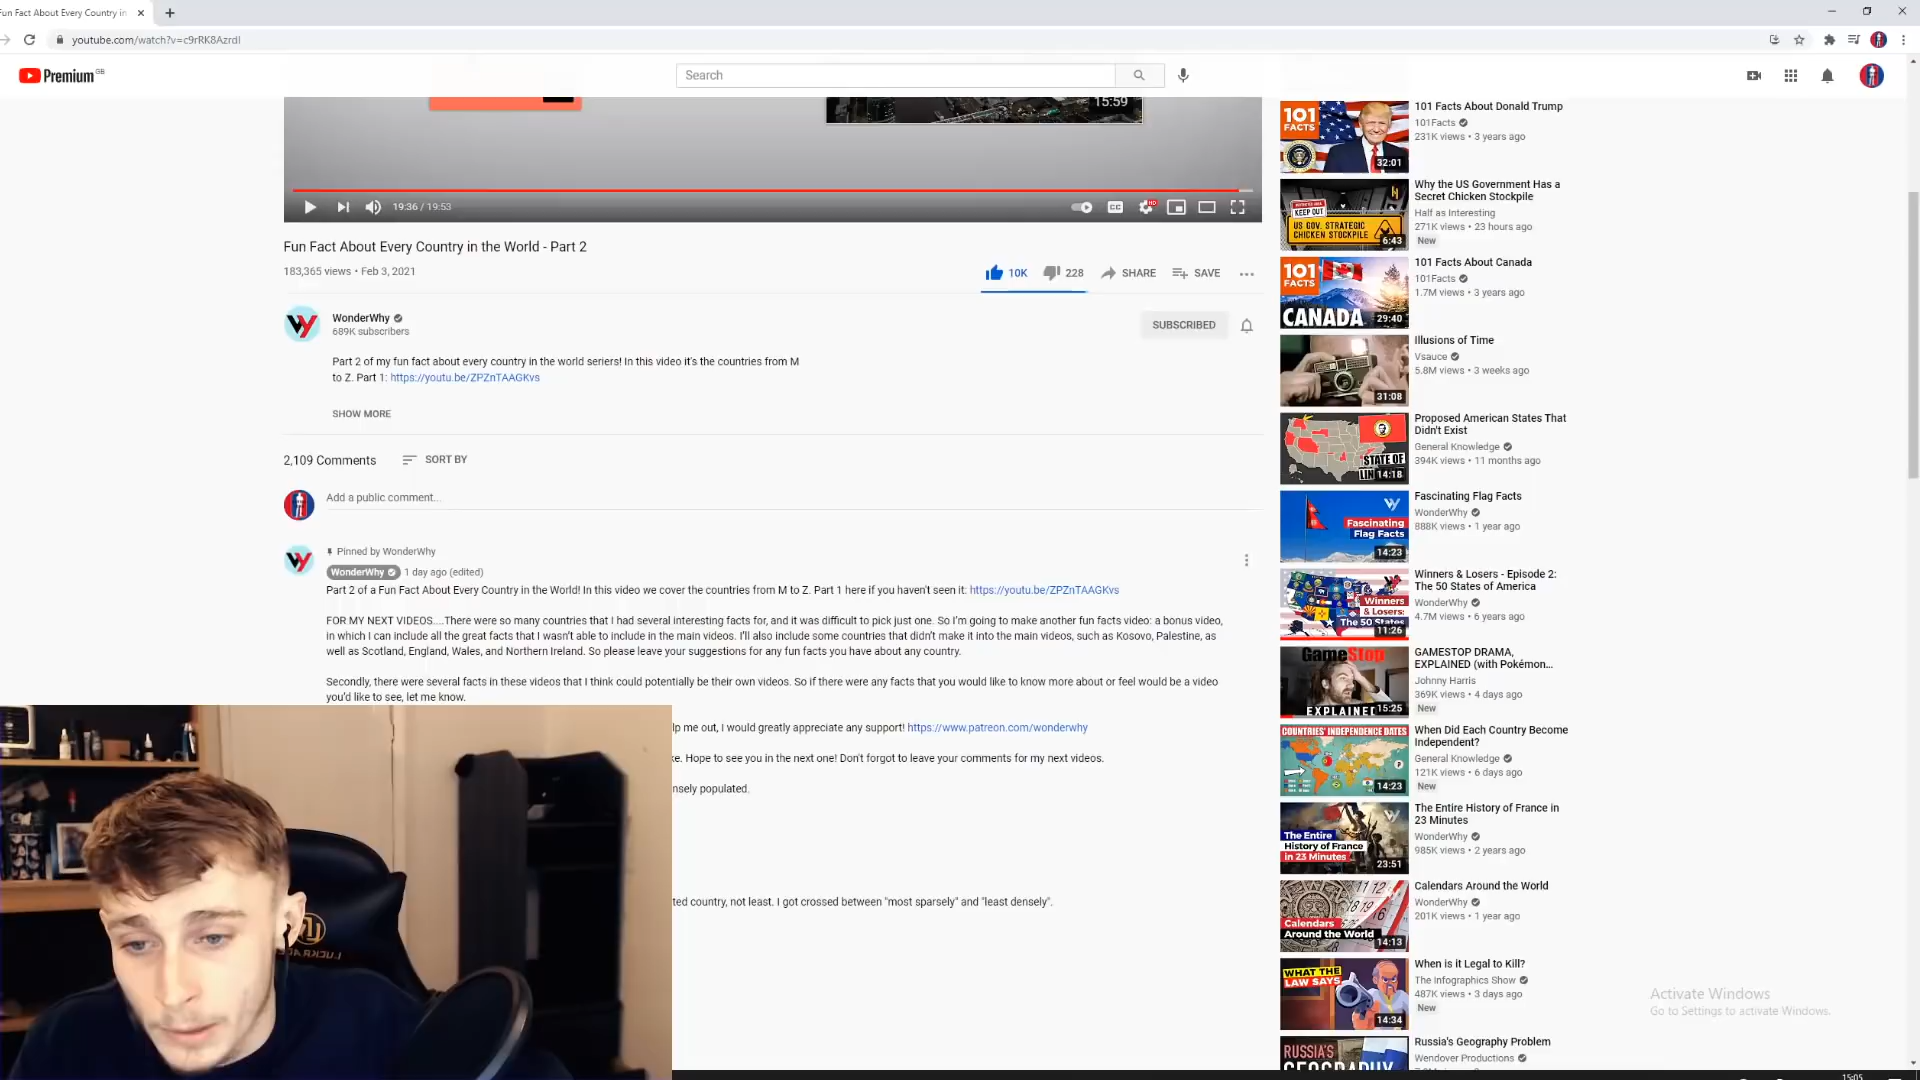 Fun Fact About Every Country in
youtube.com/watch?v=c9rRK8AzrdI
Premium GB
Search
15:59
19:36 / 19:53
CC
HD
Fun Fact About Every Country in the World - Part 2
183,365 views • Feb 3, 2021
10K
228
SHARE
SAVE
WonderWhy
689K subscribers
SUBSCRIBED
Part 2 of my fun fact about every country in the world seriers! In this video it's the countries from M
to Z. Part 1: https://youtu.be/ZPZnTAAGKvs
SHOW MORE
2,109 Comments
SORT BY
Add a public comment...
Pinned by WonderWhy
WonderWhy 1 day ago (edited)
Part 2 of a Fun Fact About Every Country in the World! In this video we cover the countries from M to Z. Part 1 here if you haven't seen it: https://youtu.be/ZPZnTAAGKvs
FOR MY NEXT VIDEOS....There were so many countries that I had several interesting facts for, and it was difficult to pick just one. So I'm going to make another fun facts video: a bonus video,
in which I can include all the great facts that I wasn't able to include in the main videos. I'll also include some countries that didn't make it into the main videos, such as Kosovo, Palestine, as
well as Scotland, England, Wales, and Northern Ireland. So please leave your suggestions for any fun facts you have about any country.
Secondly, there were several facts in these videos that I think could potentially be their own videos. So if there were any facts that you would like to know more about or feel would be a video
you'd like to see, let me know.
lp me out, I would greatly appreciate any support! https://www.patreon.com/wonderwhy
ke. Hope to see you in the next one! Don't forgot to leave your comments for my next videos.
nsely populated.
ted country, not least. I got crossed between "most sparsely" and "least densely".
101 FACTS
32:01
101 Facts About Donald Trump
101Facts
231K views • 3 years ago
KEEP OUT
US GOV. STRATEGIC
CHICKEN STOCKPILE
6:43
Why the US Government Has a
Secret Chicken Stockpile
Half as Interesting
271K views • 23 hours ago
New
101 FACTS
CANADA
29:40
101 Facts About Canada
101Facts
1.7M views • 3 years ago
31:08
Illusions of Time
Vsauce
5.8M views • 3 weeks ago
STATE OF
14:18
Proposed American States That
Didn't Exist
General Knowledge
394K views • 11 months ago
Fascinating
Flag Facts
14:23
Fascinating Flag Facts
WonderWhy
888K views • 1 year ago
Winners
& Losers:
The 50 States
11:26
Winners & Losers - Episode 2:
The 50 States of America
WonderWhy
4.7M views • 6 years ago
GameStop
EXPLAINED
15:25
GAMESTOP DRAMA,
EXPLAINED (with Pokémon...
Johnny Harris
369K views • 4 days ago
New
COUNTRIES' INDEPENDENCE DATES
14:23
When Did Each Country Become
Independent?
General Knowledge
121K views • 6 days ago
New
The Entire
History of France
in 23 Minutes
23:51
The Entire History of France in
23 Minutes
WonderWhy
985K views • 2 years ago
Calendars
Around the World
14:13
Calendars Around the World
WonderWhy
201K views • 1 year ago
WHAT THE
LAW SAYS
14:34
When is it Legal to Kill?
The Infographics Show
487K views • 3 days ago
New
RUSSIA'S
GEOGRAPHY
Russia's Geography Problem
Wendover Productions
Activate Windows
Go to Settings to activate Windows.
15:05